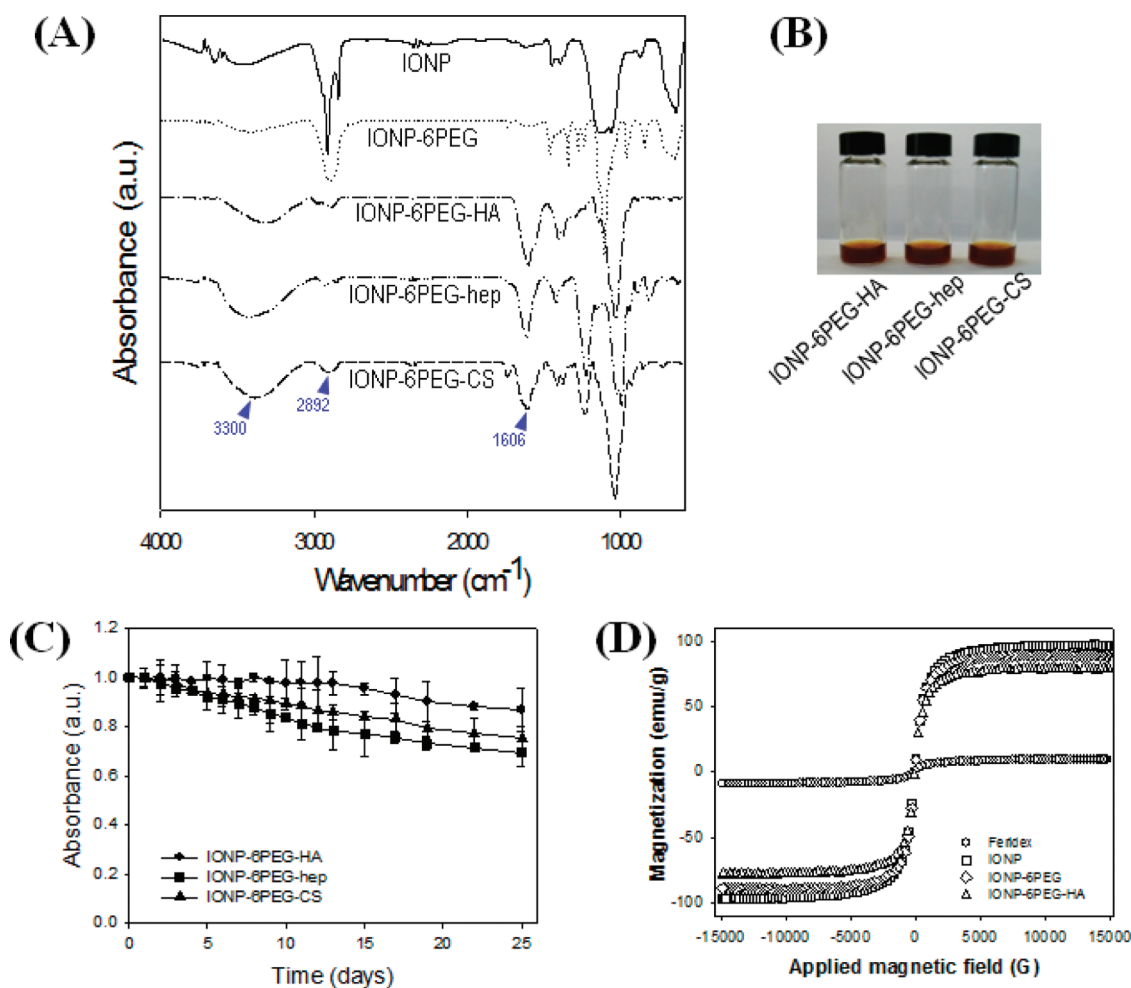 (A)
IONP
IONP-6PEG
IONP-6PEG-HA
IONP-6PEG-hep
IONP-6PEG-CS
3300
2892
1606
Absorbance (a.u.)
4000
3000
2000
1000
Wavenumber (cm⁻¹)
(B)
IONP-6PEG-HA
IONP-6PEG-hep
IONP-6PEG-CS
(C)
1.2
1.0
0.8
0.6
0.4
0.2
0.0
Absorbance (a.u.)
IONP-6PEG-HA
IONP-6PEG-hep
IONP-6PEG-CS
0
5
10
15
20
25
Time (days)
(D)
100
50
0
-50
-100
Magnetization (emu/g)
Feridex
IONP
IONP-6PEG
IONP-6PEG-HA
-15000
-10000
-5000
0
5000
10000
15000
Applied magnetic field (G)